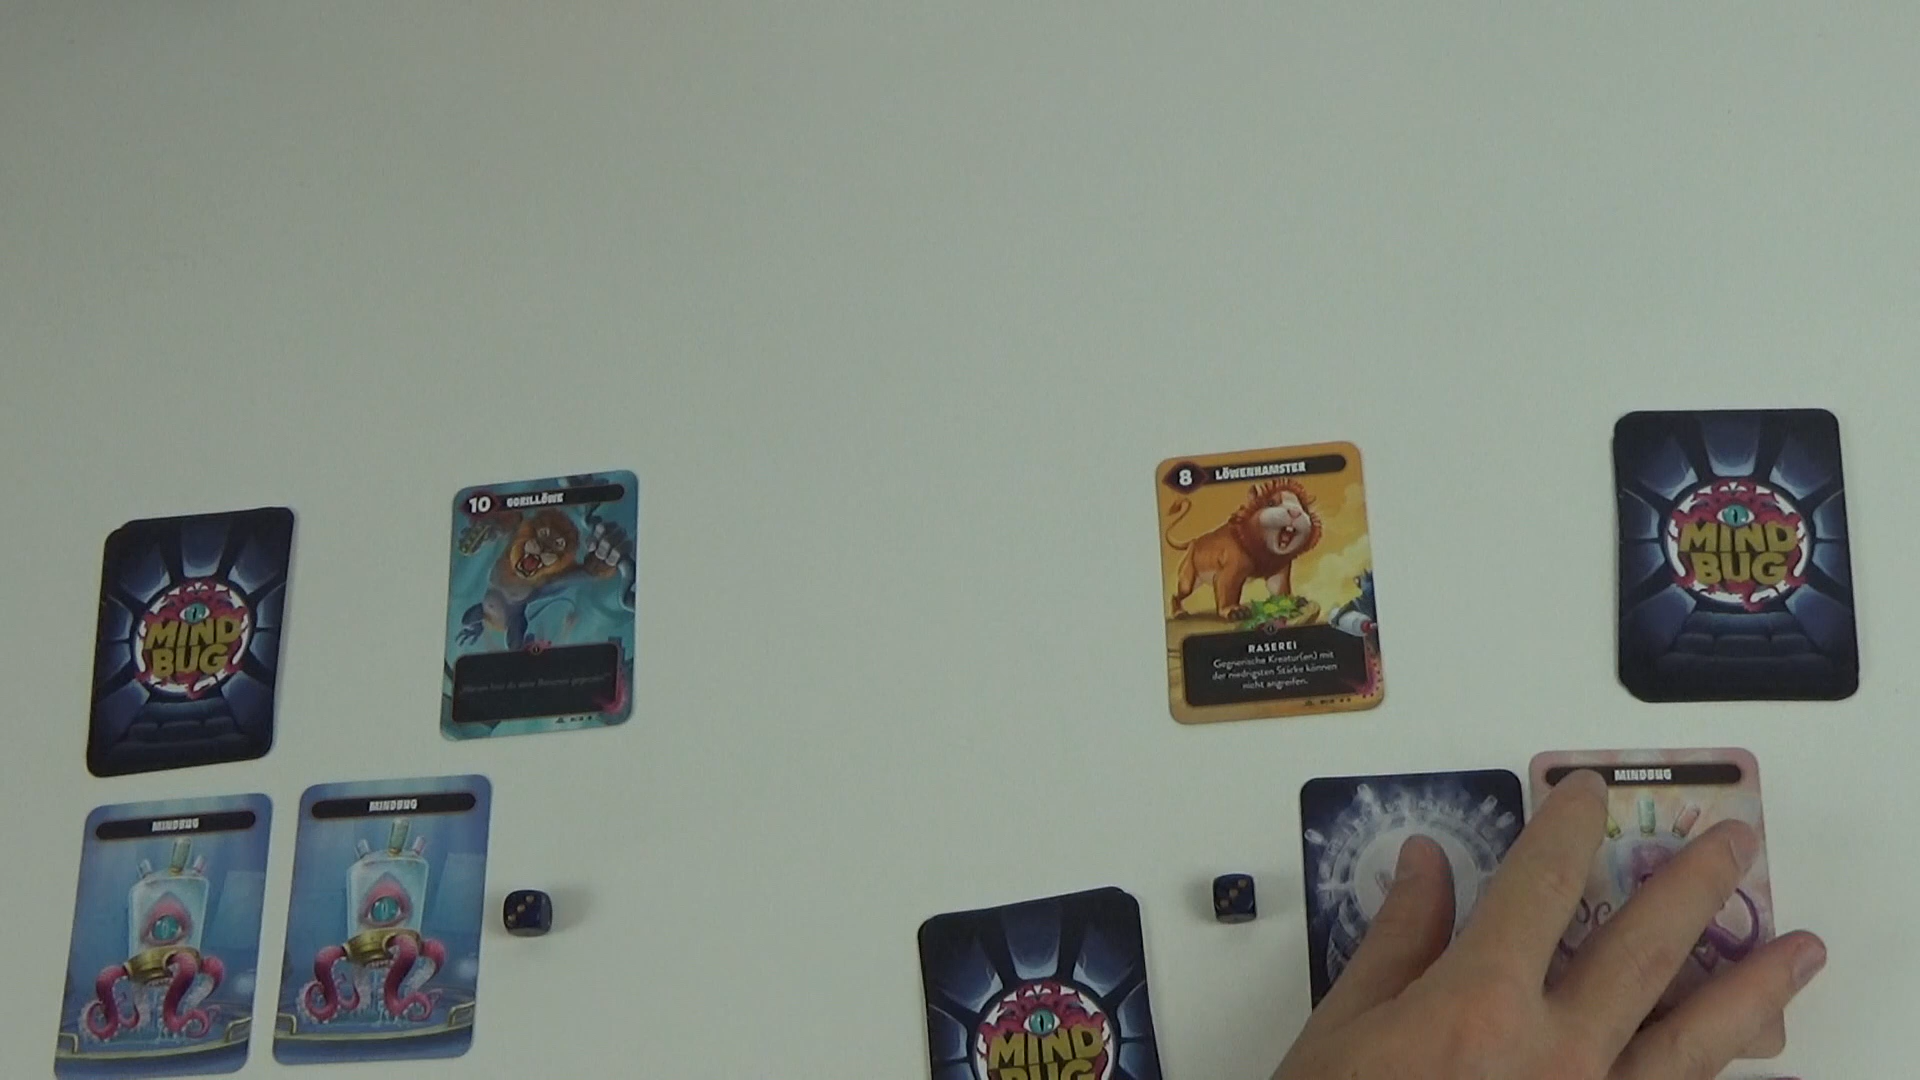 10 GORILLÖWE
8 LÖWENHAMSTER
RASEREI
Gegnerische Kreatur(en) mit
der niedrigsten Stärke können
nicht angreifen.
MIND
BUG
MIND
BUG
MINDBUG
MINDBUG
MINDBUG
MIND
BUG